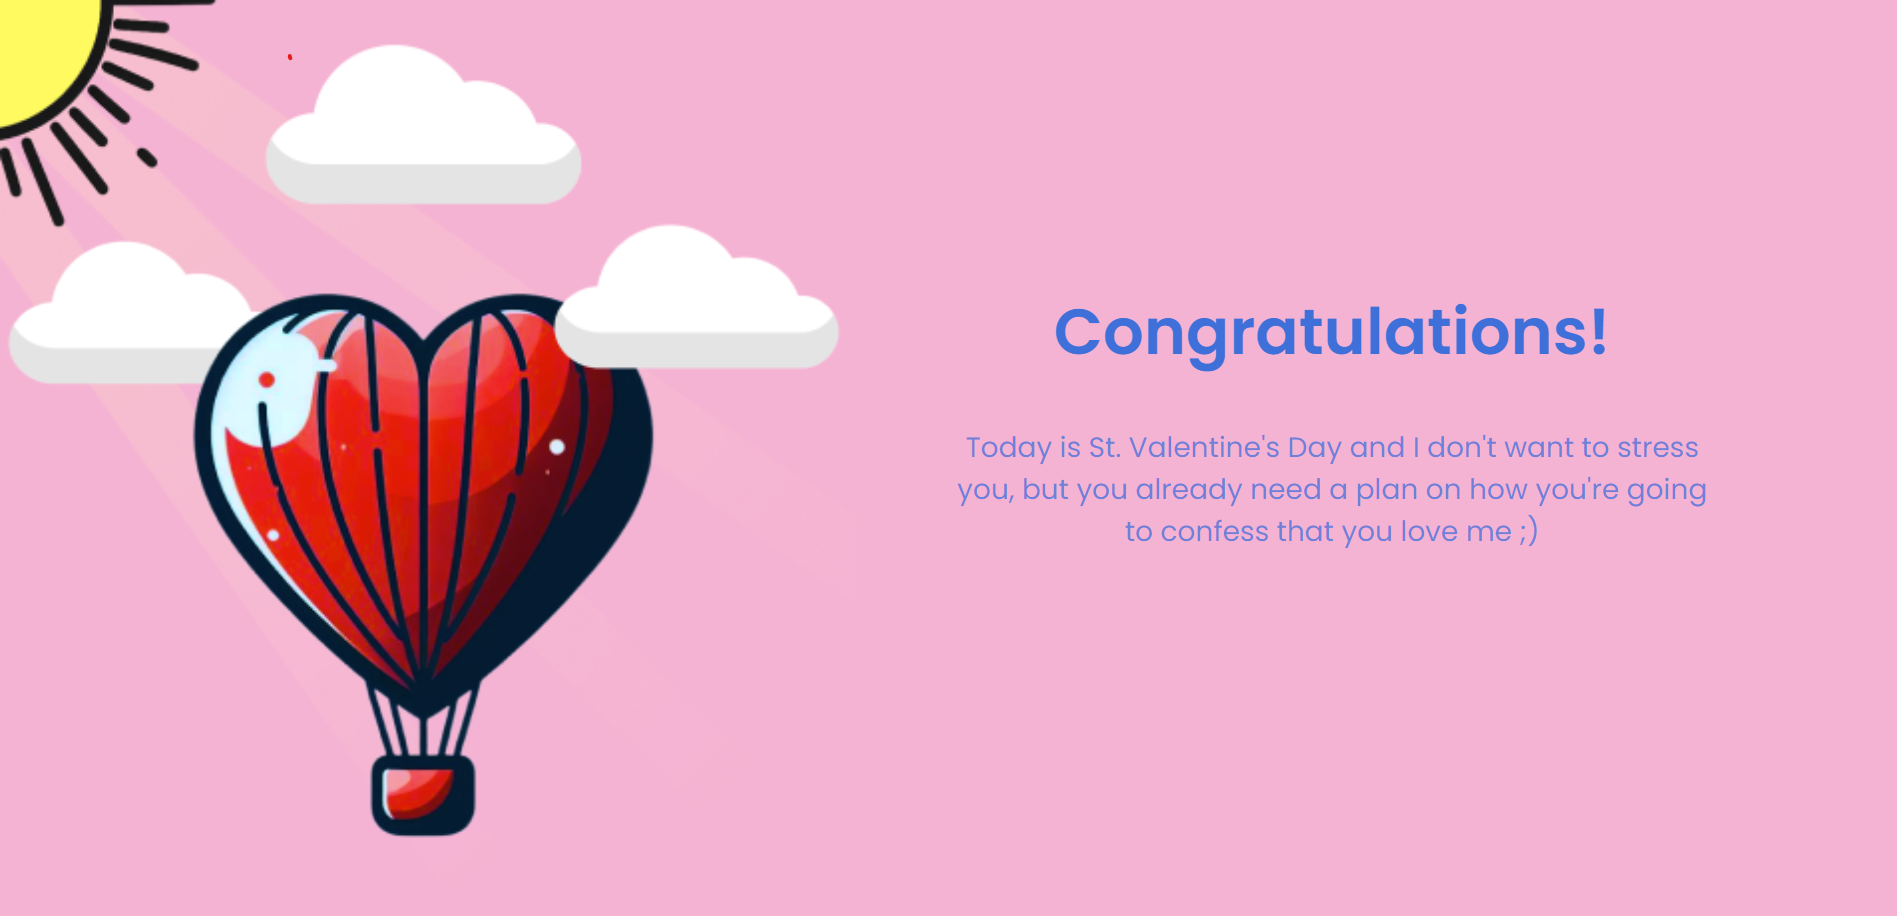 Congratulations!
Today is St. Valentine's Day and I don't want to stress
you, but you already need a plan on how you're going
to confess that you love me ;)